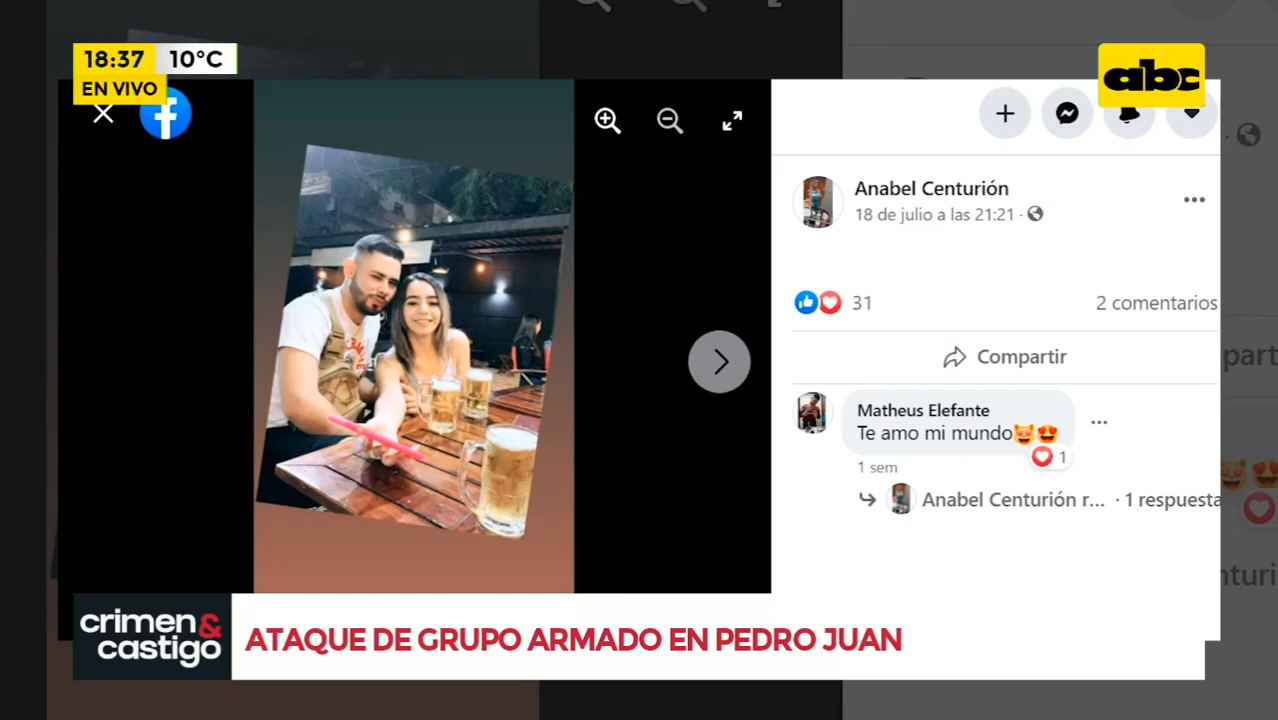 18:37 10°C
EN VIVO
abc
Anabel Centurión
18 de julio a las 21:21 ·
31
2 comentarios
Compartir
Matheus Elefante
Te amo mi mundo😻😍
1
1 sem
Anabel Centurión r... · 1 respuesta
crimen&
castigo
ATAQUE DE GRUPO ARMADO EN PEDRO JUAN